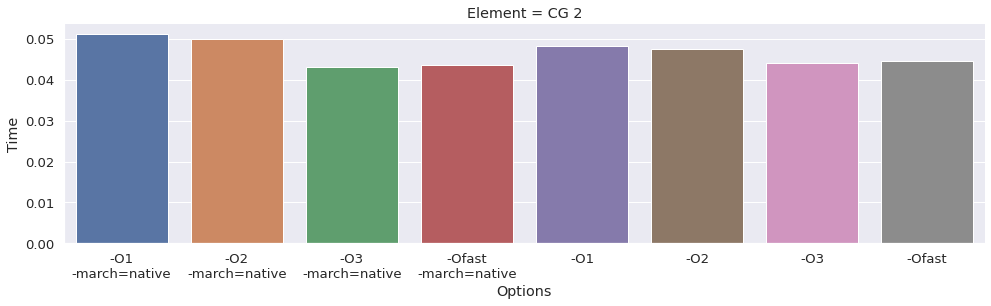 Element = CG 2
Time
0.05
0.04
0.03
0.02
0.01
0.00
-O1
-march=native
-O2
-march=native
-O3
-march=native
-Ofast
-march=native
-O1
-O2
-O3
-Ofast
Options